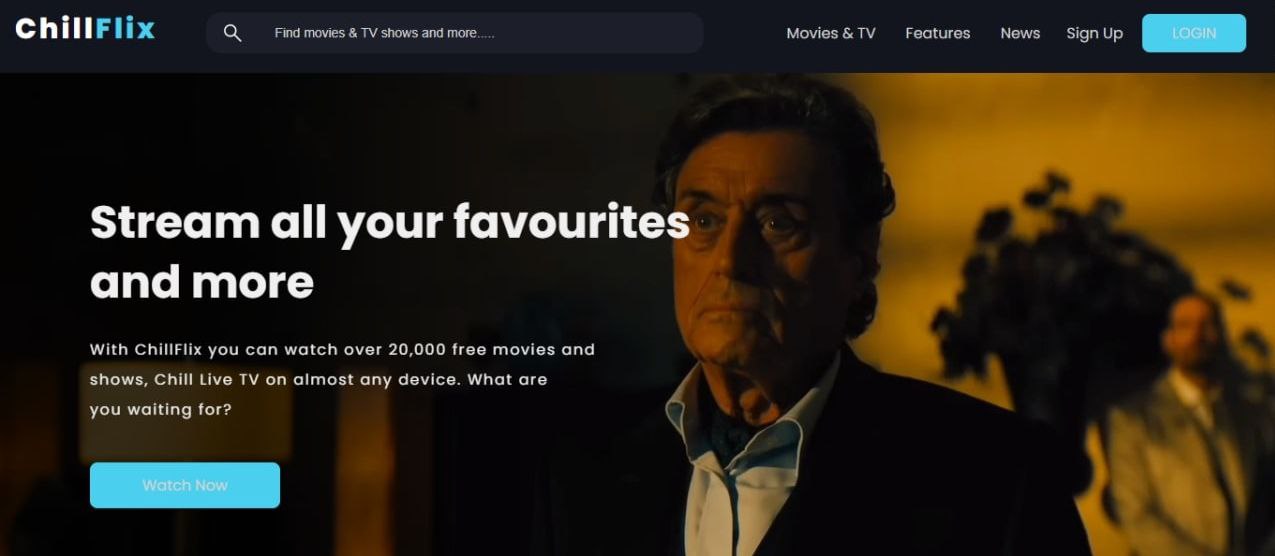 ChillFlix
Find movies & TV shows and more.....
Movies & TV
Features
News
Sign Up
LOGIN
Stream all your favourites
and more
With ChillFlix you can watch over 20,000 free movies and
shows, Chill Live TV on almost any device. What are
you waiting for?
Watch Now